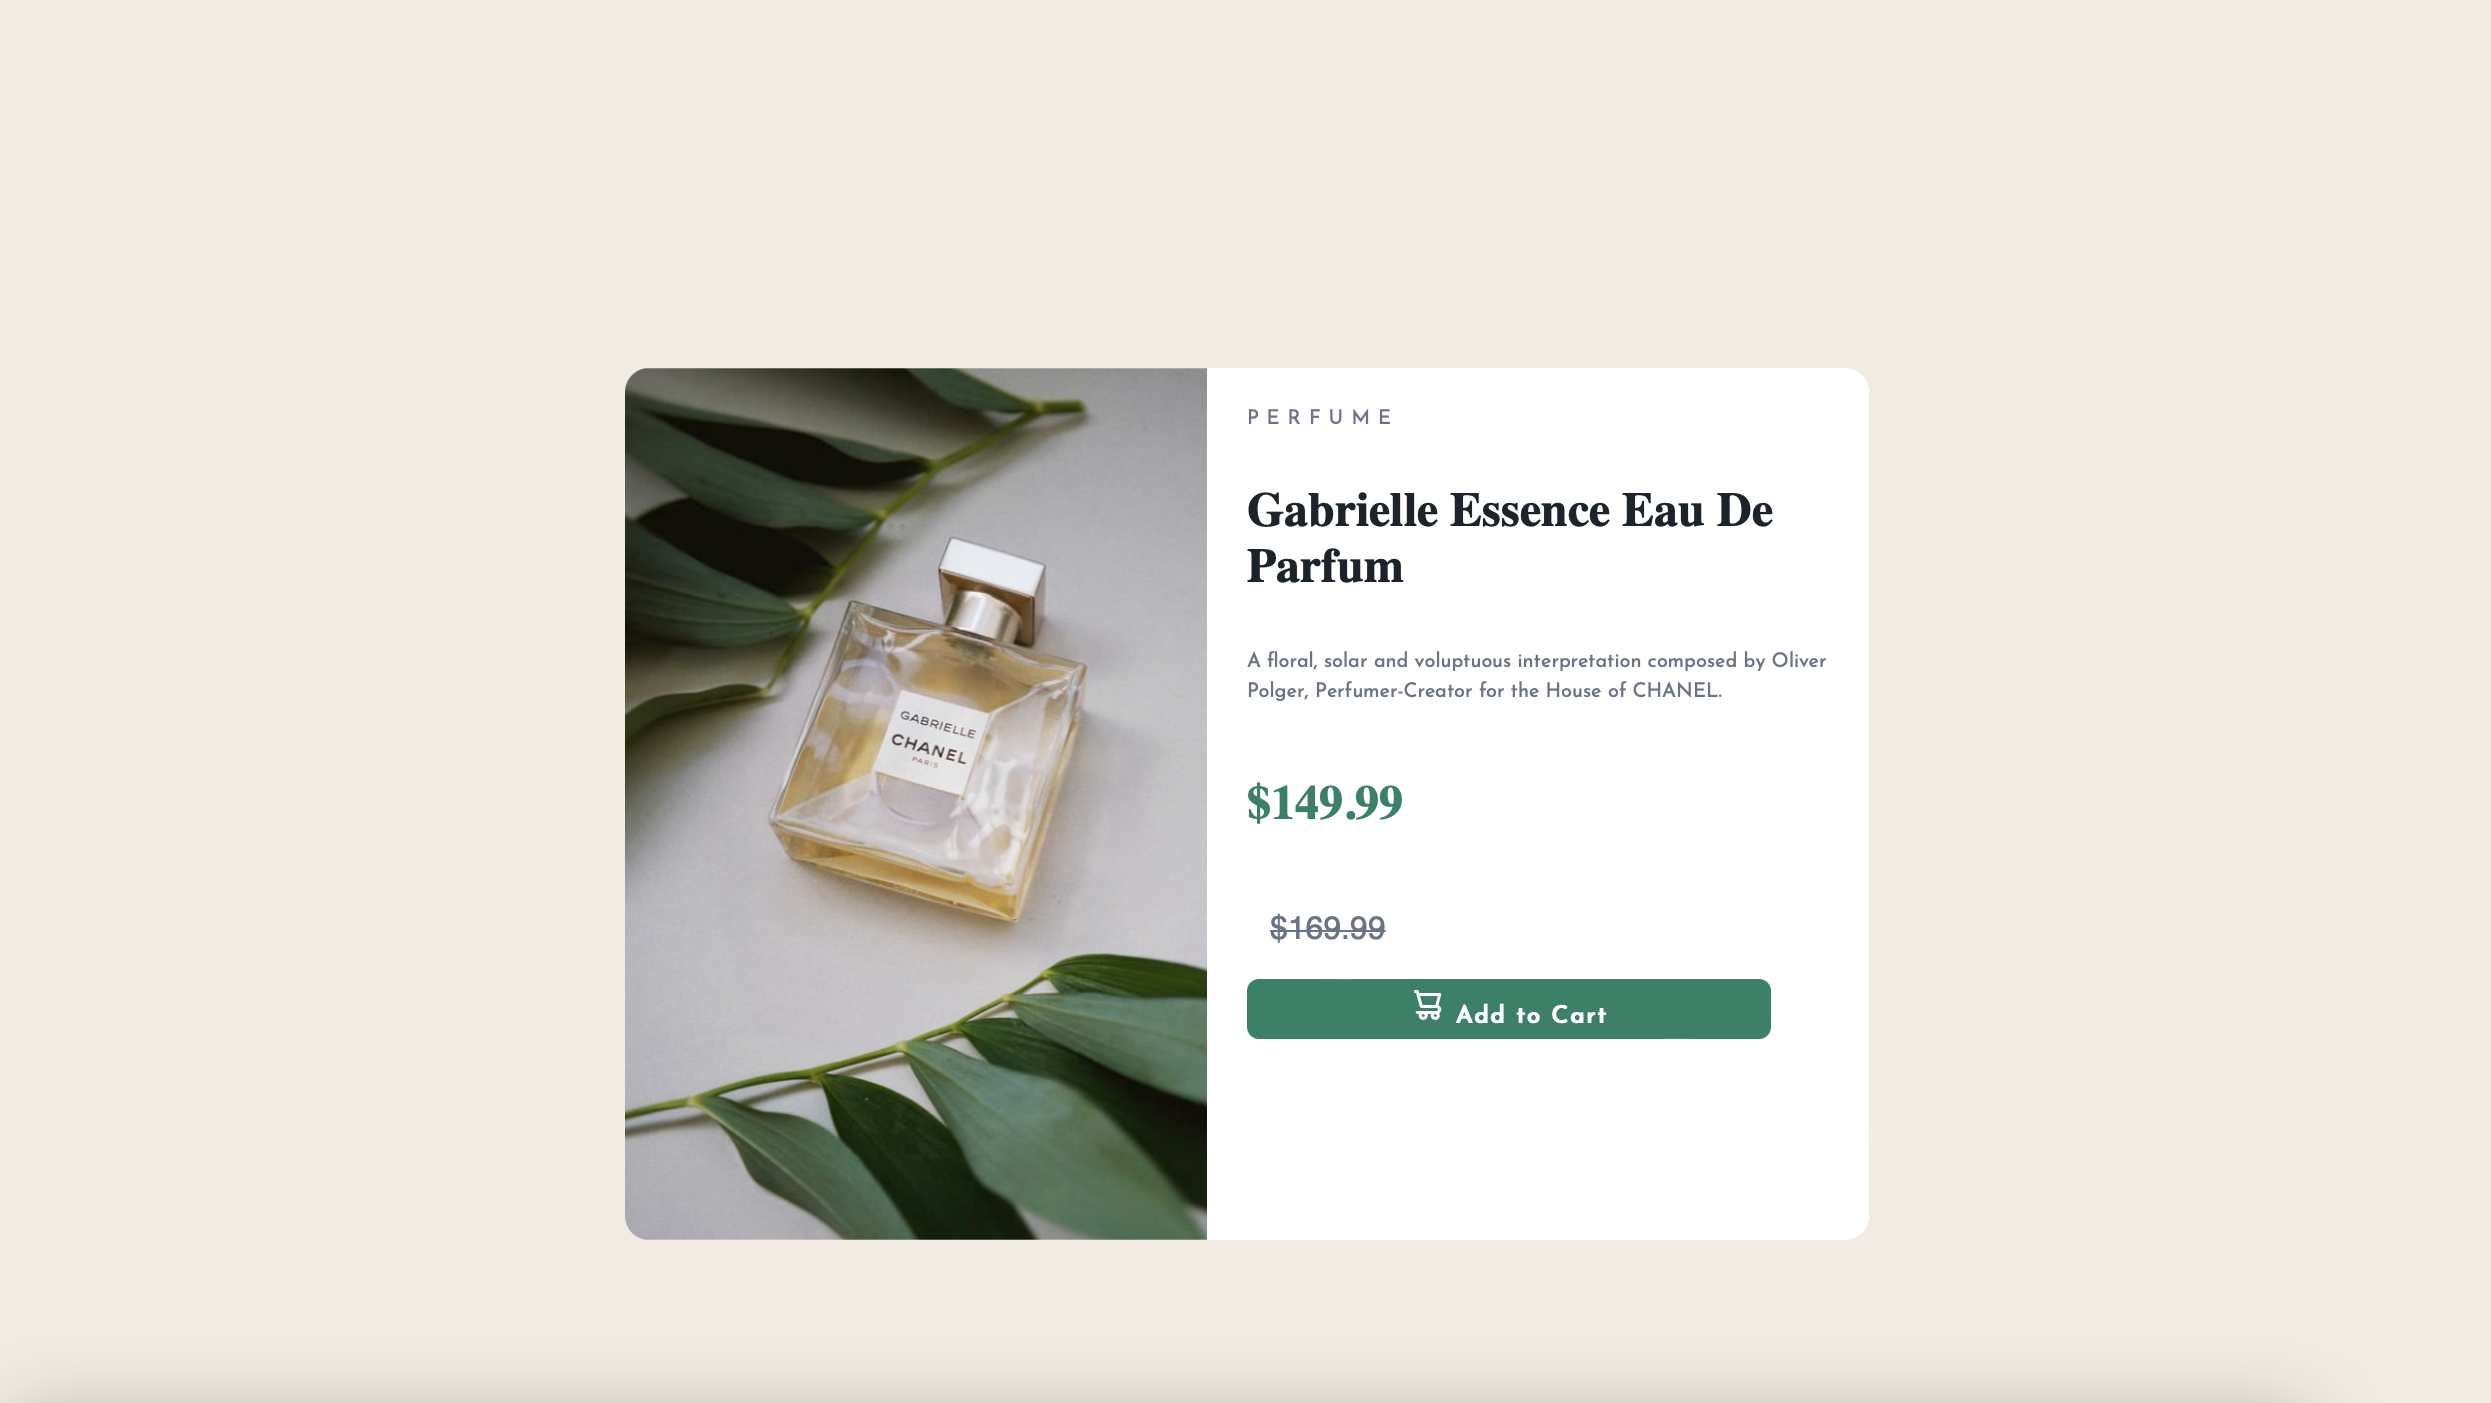 PERFUME
Gabrielle Essence Eau De
Parfum
A floral, solar and voluptuous interpretation composed by Oliver
Polger, Perfumer-Creator for the House of CHANEL.
$149.99
$169.99
Add to Cart
GABRIELLE
CHANEL
PARIS